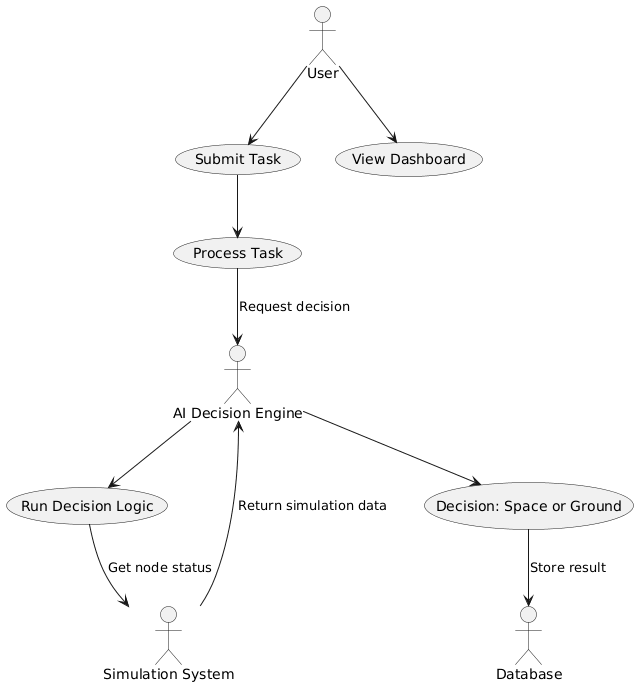 User
Submit Task
View Dashboard
Process Task
Request decision
AI Decision Engine
Run Decision Logic
Return simulation data
Decision: Space or Ground
Get node status
Store result
Simulation System
Database